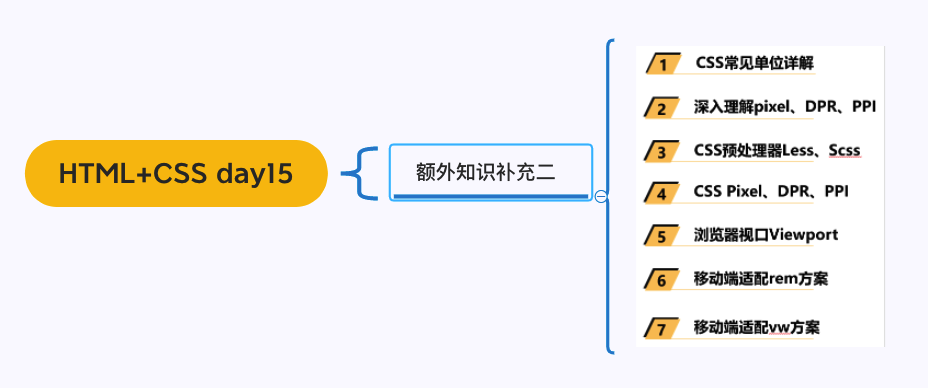 HTML+CSS day15
额外知识补充二
1 CSS常见单位详解
2 深入理解pixel、DPR、PPI
3 CSS预处理器Less、Scss
4 CSS Pixel、DPR、PPI
5 浏览器视口Viewport
6 移动端适配rem方案
7 移动端适配vw方案